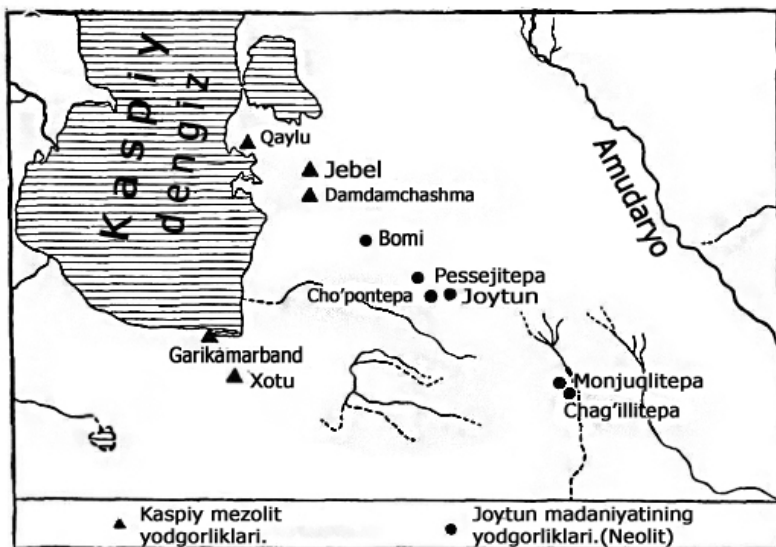 Kaspiy
dengiz
Qaylu
Jebel
Damdamchashma
Amudaryo
Bomi
Pessejitepa
Cho'pontepa
Joytun
Garikamarband
Xotu
Monjuqlitepa
Chag'illitepa
Kaspiy mezolit
yodgorliklari.
Joytun madaniyatining
yodgorliklari.(Neolit)